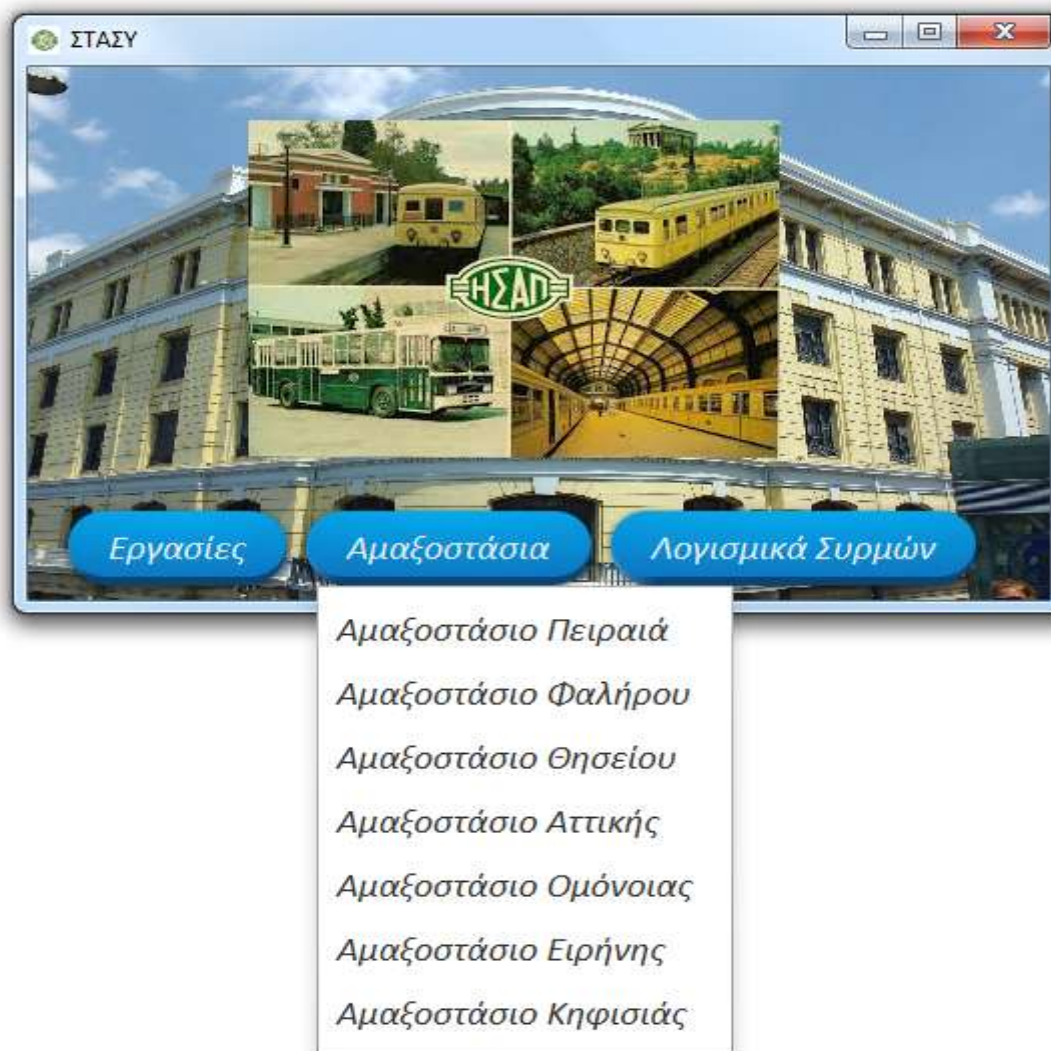 ΣΤΑΣΥ
ΗΣΑΠ
Εργασίες
Αμαξοστάσια
Λογισμικά Συρμών
Αμαξοστάσιο Πειραιά
Αμαξοστάσιο Φαλήρου
Αμαξοστάσιο Θησείου
Αμαξοστάσιο Αττικής
Αμαξοστάσιο Ομόνοιας
Αμαξοστάσιο Ειρήνης
Αμαξοστάσιο Κηφισιάς